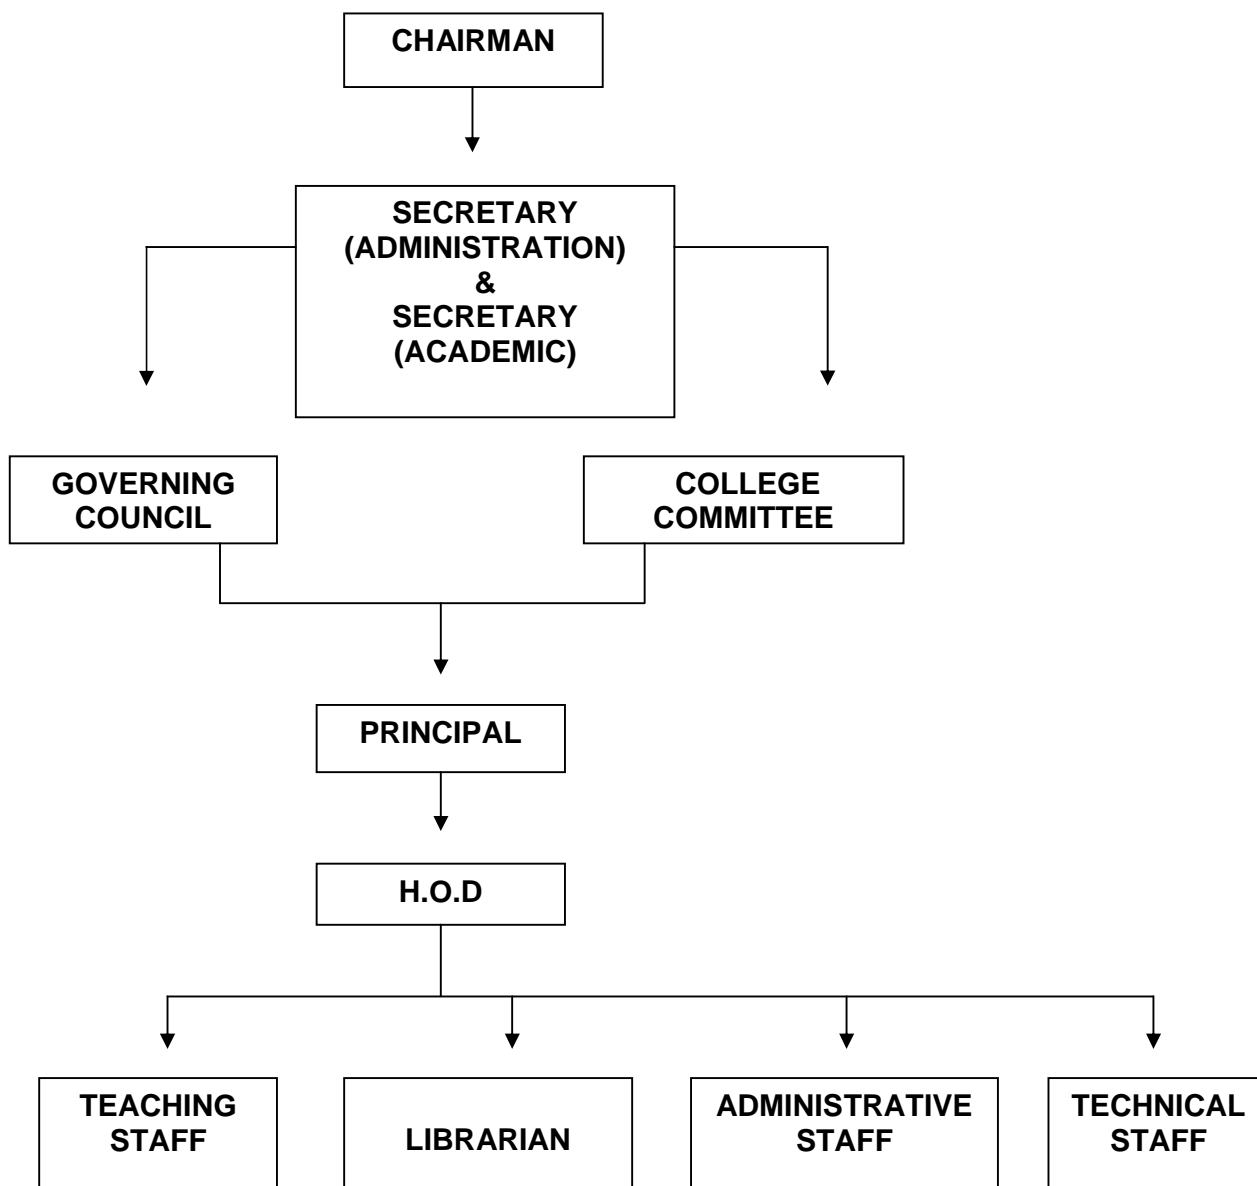 CHAIRMAN
SECRETARY
(ADMINISTRATION)
&
SECRETARY
(ACADEMIC)
GOVERNING
COUNCIL
COLLEGE
COMMITTEE
PRINCIPAL
H.O.D
TEACHING
STAFF
LIBRARIAN
ADMINISTRATIVE
STAFF
TECHNICAL
STAFF